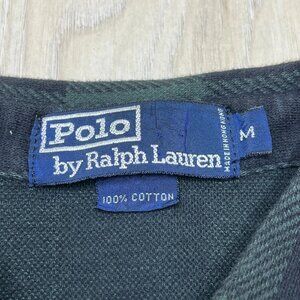 Polo
by Ralph Lauren
MADE IN HONG KONG
M
100% COTTON